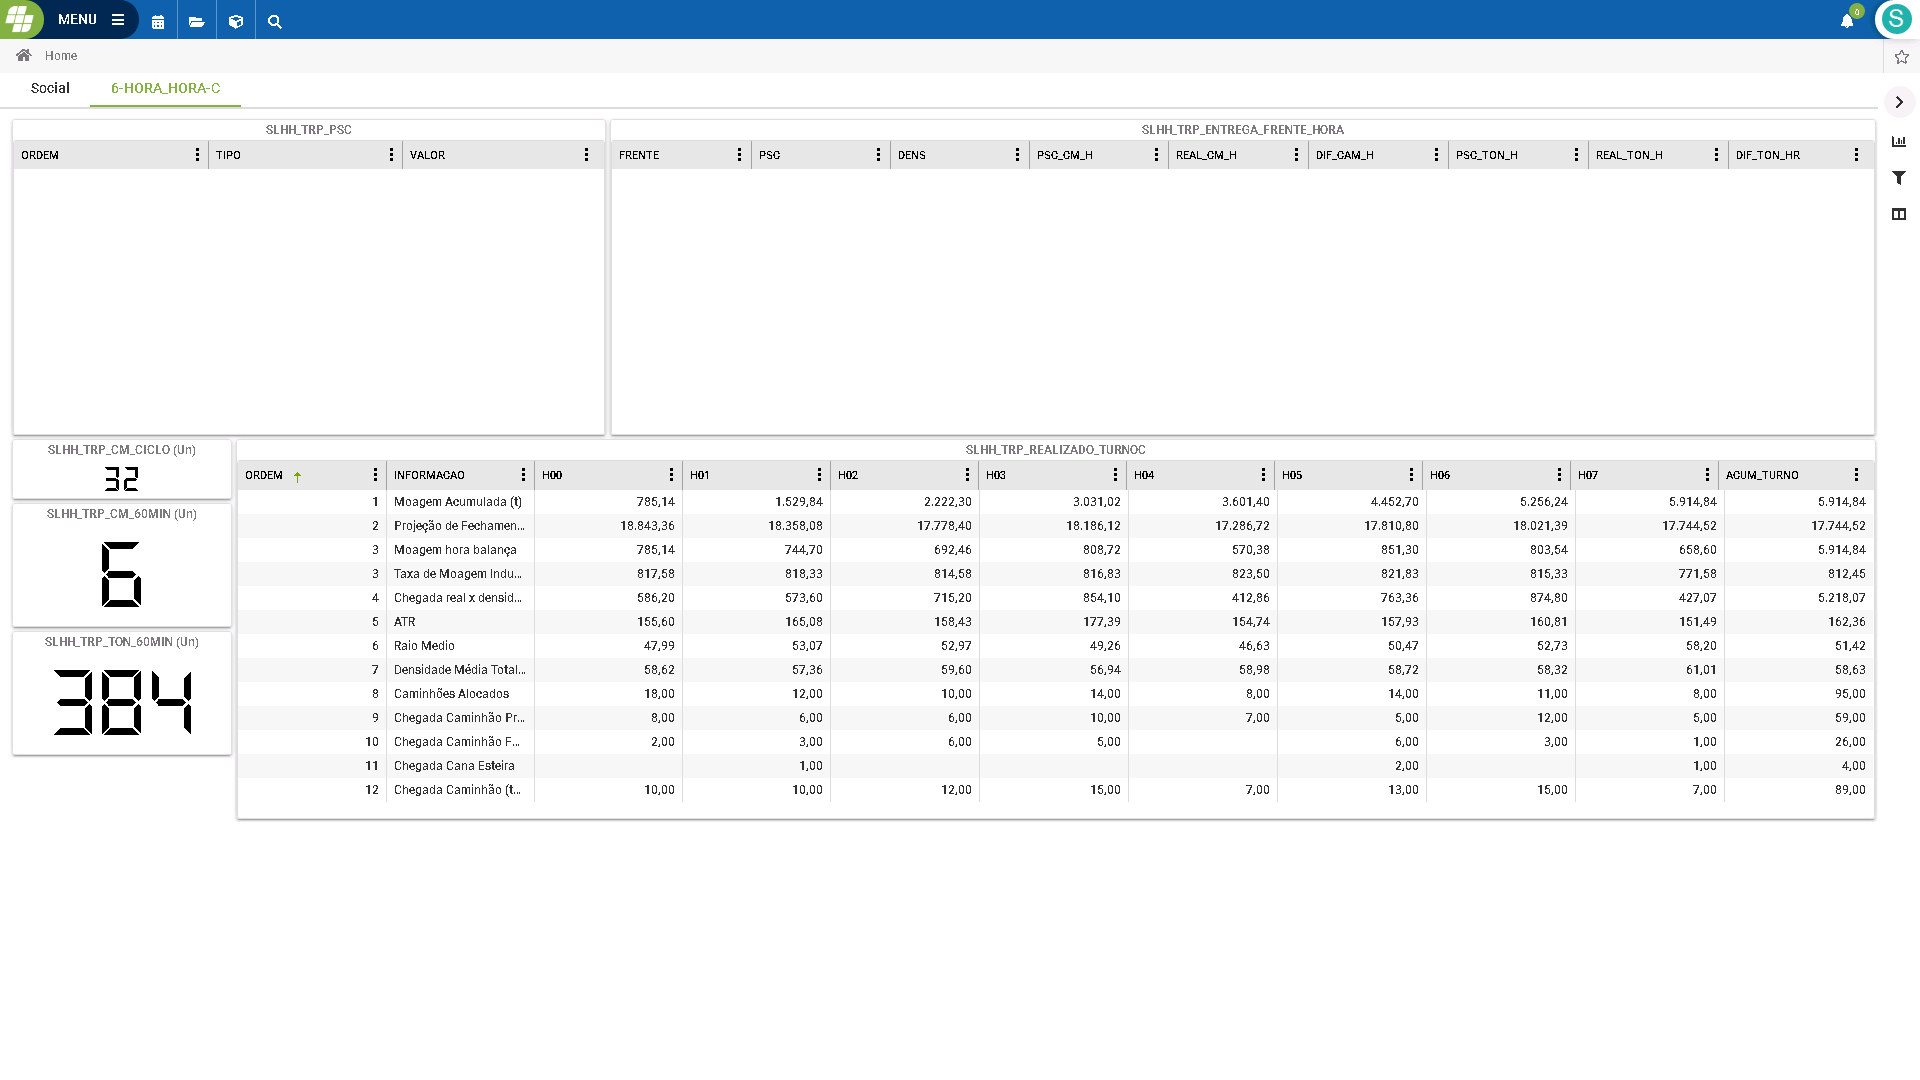 MENU
0
S
Home
Social
6-HORA_HORA-C
SLHH_TRP_PSC
ORDEM TIPO VALOR
SLHH_TRP_ENTREGA_FRENTE_HORA
FRENTE PSC DENS PSC_CM_H REAL_CM_H DIF_CAM_H PSC_TON_H REAL_TON_H DIF_TON_HR
SLHH_TRP_CM_CICLO (Un)
32
SLHH_TRP_CM_60MIN (Un)
6
SLHH_TRP_TON_60MIN (Un)
384
SLHH_TRP_REALIZADO_TURNOC
ORDEM INFORMACAO H00 H01 H02 H03 H04 H05 H06 H07 ACUM_TURNO
1 Moagem Acumulada (t) 785,14 1.529,84 2.222,30 3.031,02 3.601,40 4.452,70 5.256,24 5.914,84 5.914,84
2 Projeção de Fechamen... 18.843,36 18.358,08 17.778,40 18.186,12 17.286,72 17.810,80 18.021,39 17.744,52 17.744,52
3 Moagem hora balança 785,14 744,70 692,46 808,72 570,38 851,30 803,54 658,60 5.914,84
3 Taxa de Moagem Indu... 817,58 818,33 814,58 816,83 823,50 821,83 815,33 771,58 812,45
4 Chegada real x densid... 586,20 573,60 715,20 854,10 412,86 763,36 874,80 427,07 5.218,07
5 ATR 155,60 165,08 158,43 177,39 154,74 157,93 160,81 151,49 162,36
6 Raio Medio 47,99 53,07 52,97 49,26 46,63 50,47 52,73 58,20 51,42
7 Densidade Média Total... 58,62 57,36 59,60 56,94 58,98 58,72 58,32 61,01 58,63
8 Caminhões Alocados 18,00 12,00 10,00 14,00 8,00 14,00 11,00 8,00 95,00
9 Chegada Caminhão Pr... 8,00 6,00 6,00 10,00 7,00 5,00 12,00 5,00 59,00
10 Chegada Caminhão F... 2,00 3,00 6,00 5,00 6,00 3,00 1,00 26,00
11 Chegada Cana Esteira 1,00 2,00 1,00 4,00
12 Chegada Caminhão (t... 10,00 10,00 12,00 15,00 7,00 13,00 15,00 7,00 89,00